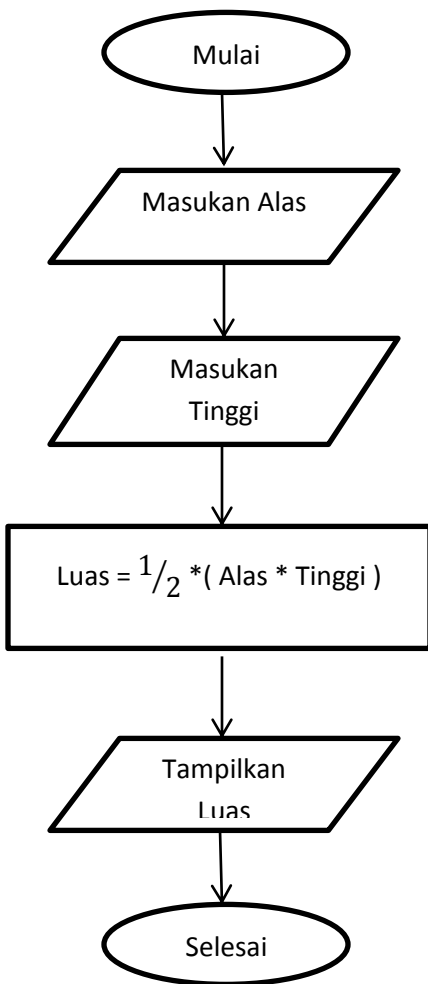 Mulai
Masukan Alas
Masukan
Tinggi
Luas = 1/2 *( Alas * Tinggi )
Tampilkan
Luas
Selesai